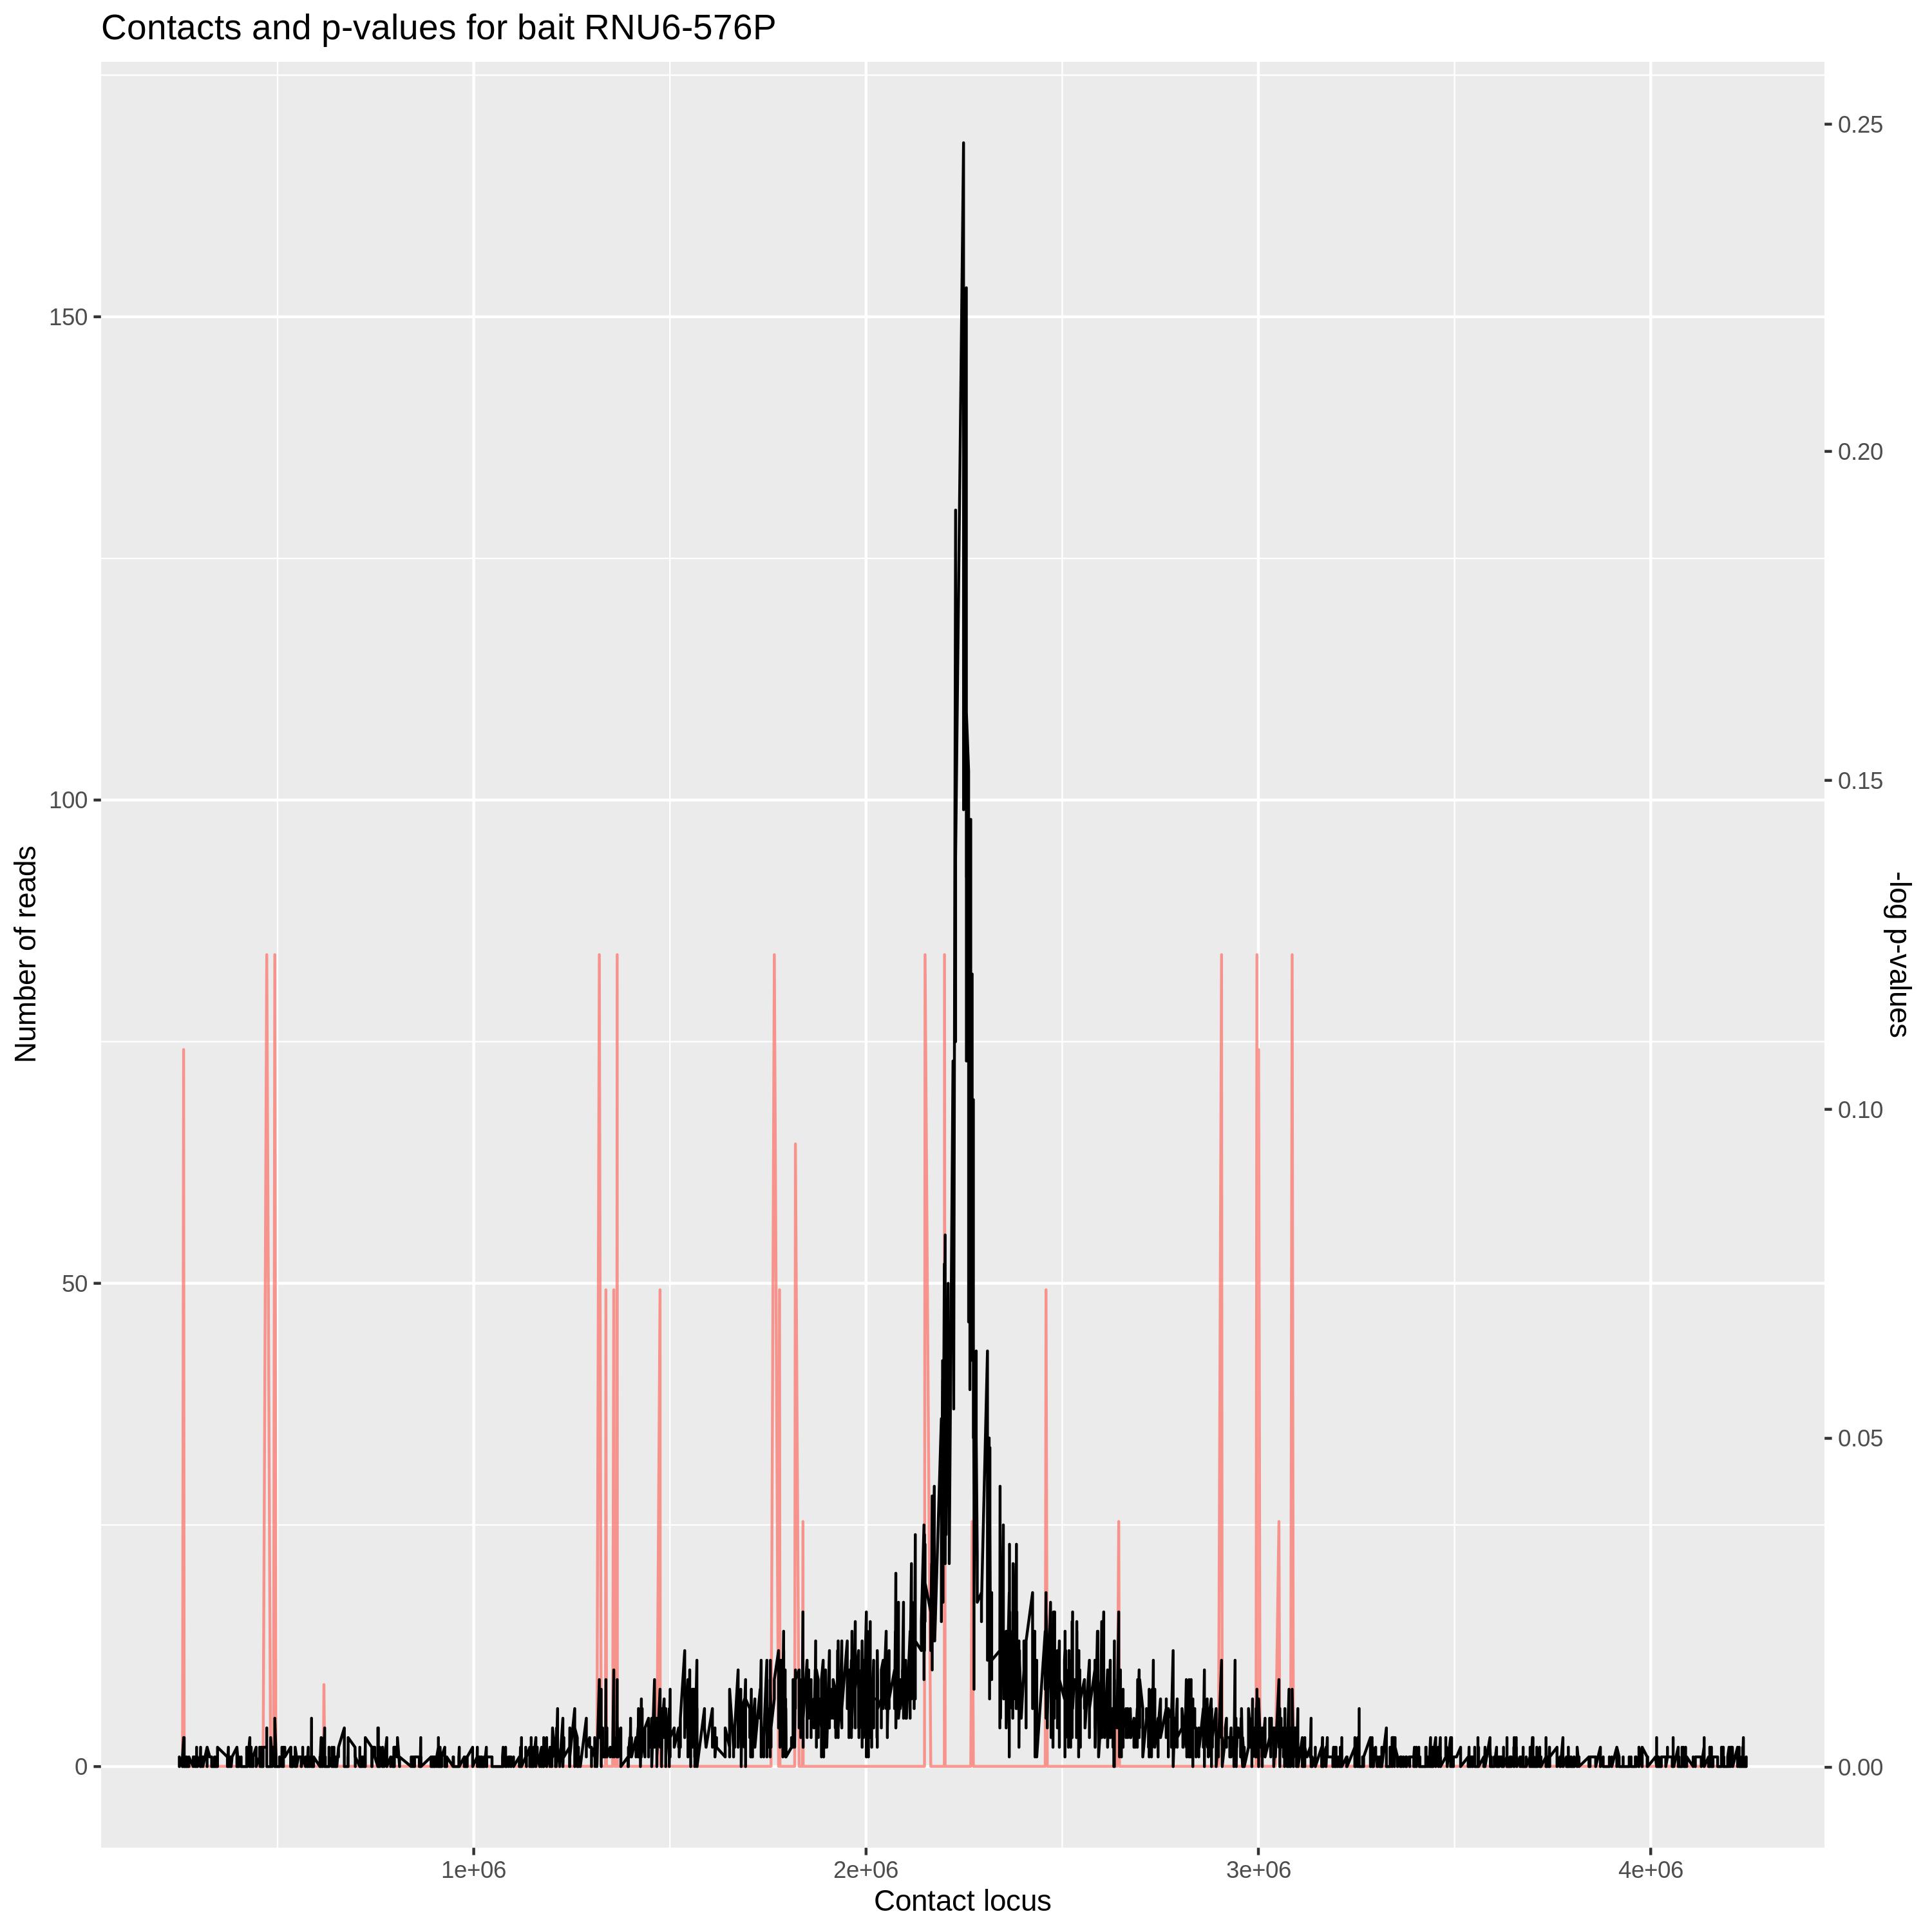 Contacts and p-values for bait RNU6-576P
Number of reads
150
100
50
0
0.25
0.20
0.15
0.10
0.05
0.00
-log p-values
1e+06
2e+06
3e+06
4e+06
Contact locus